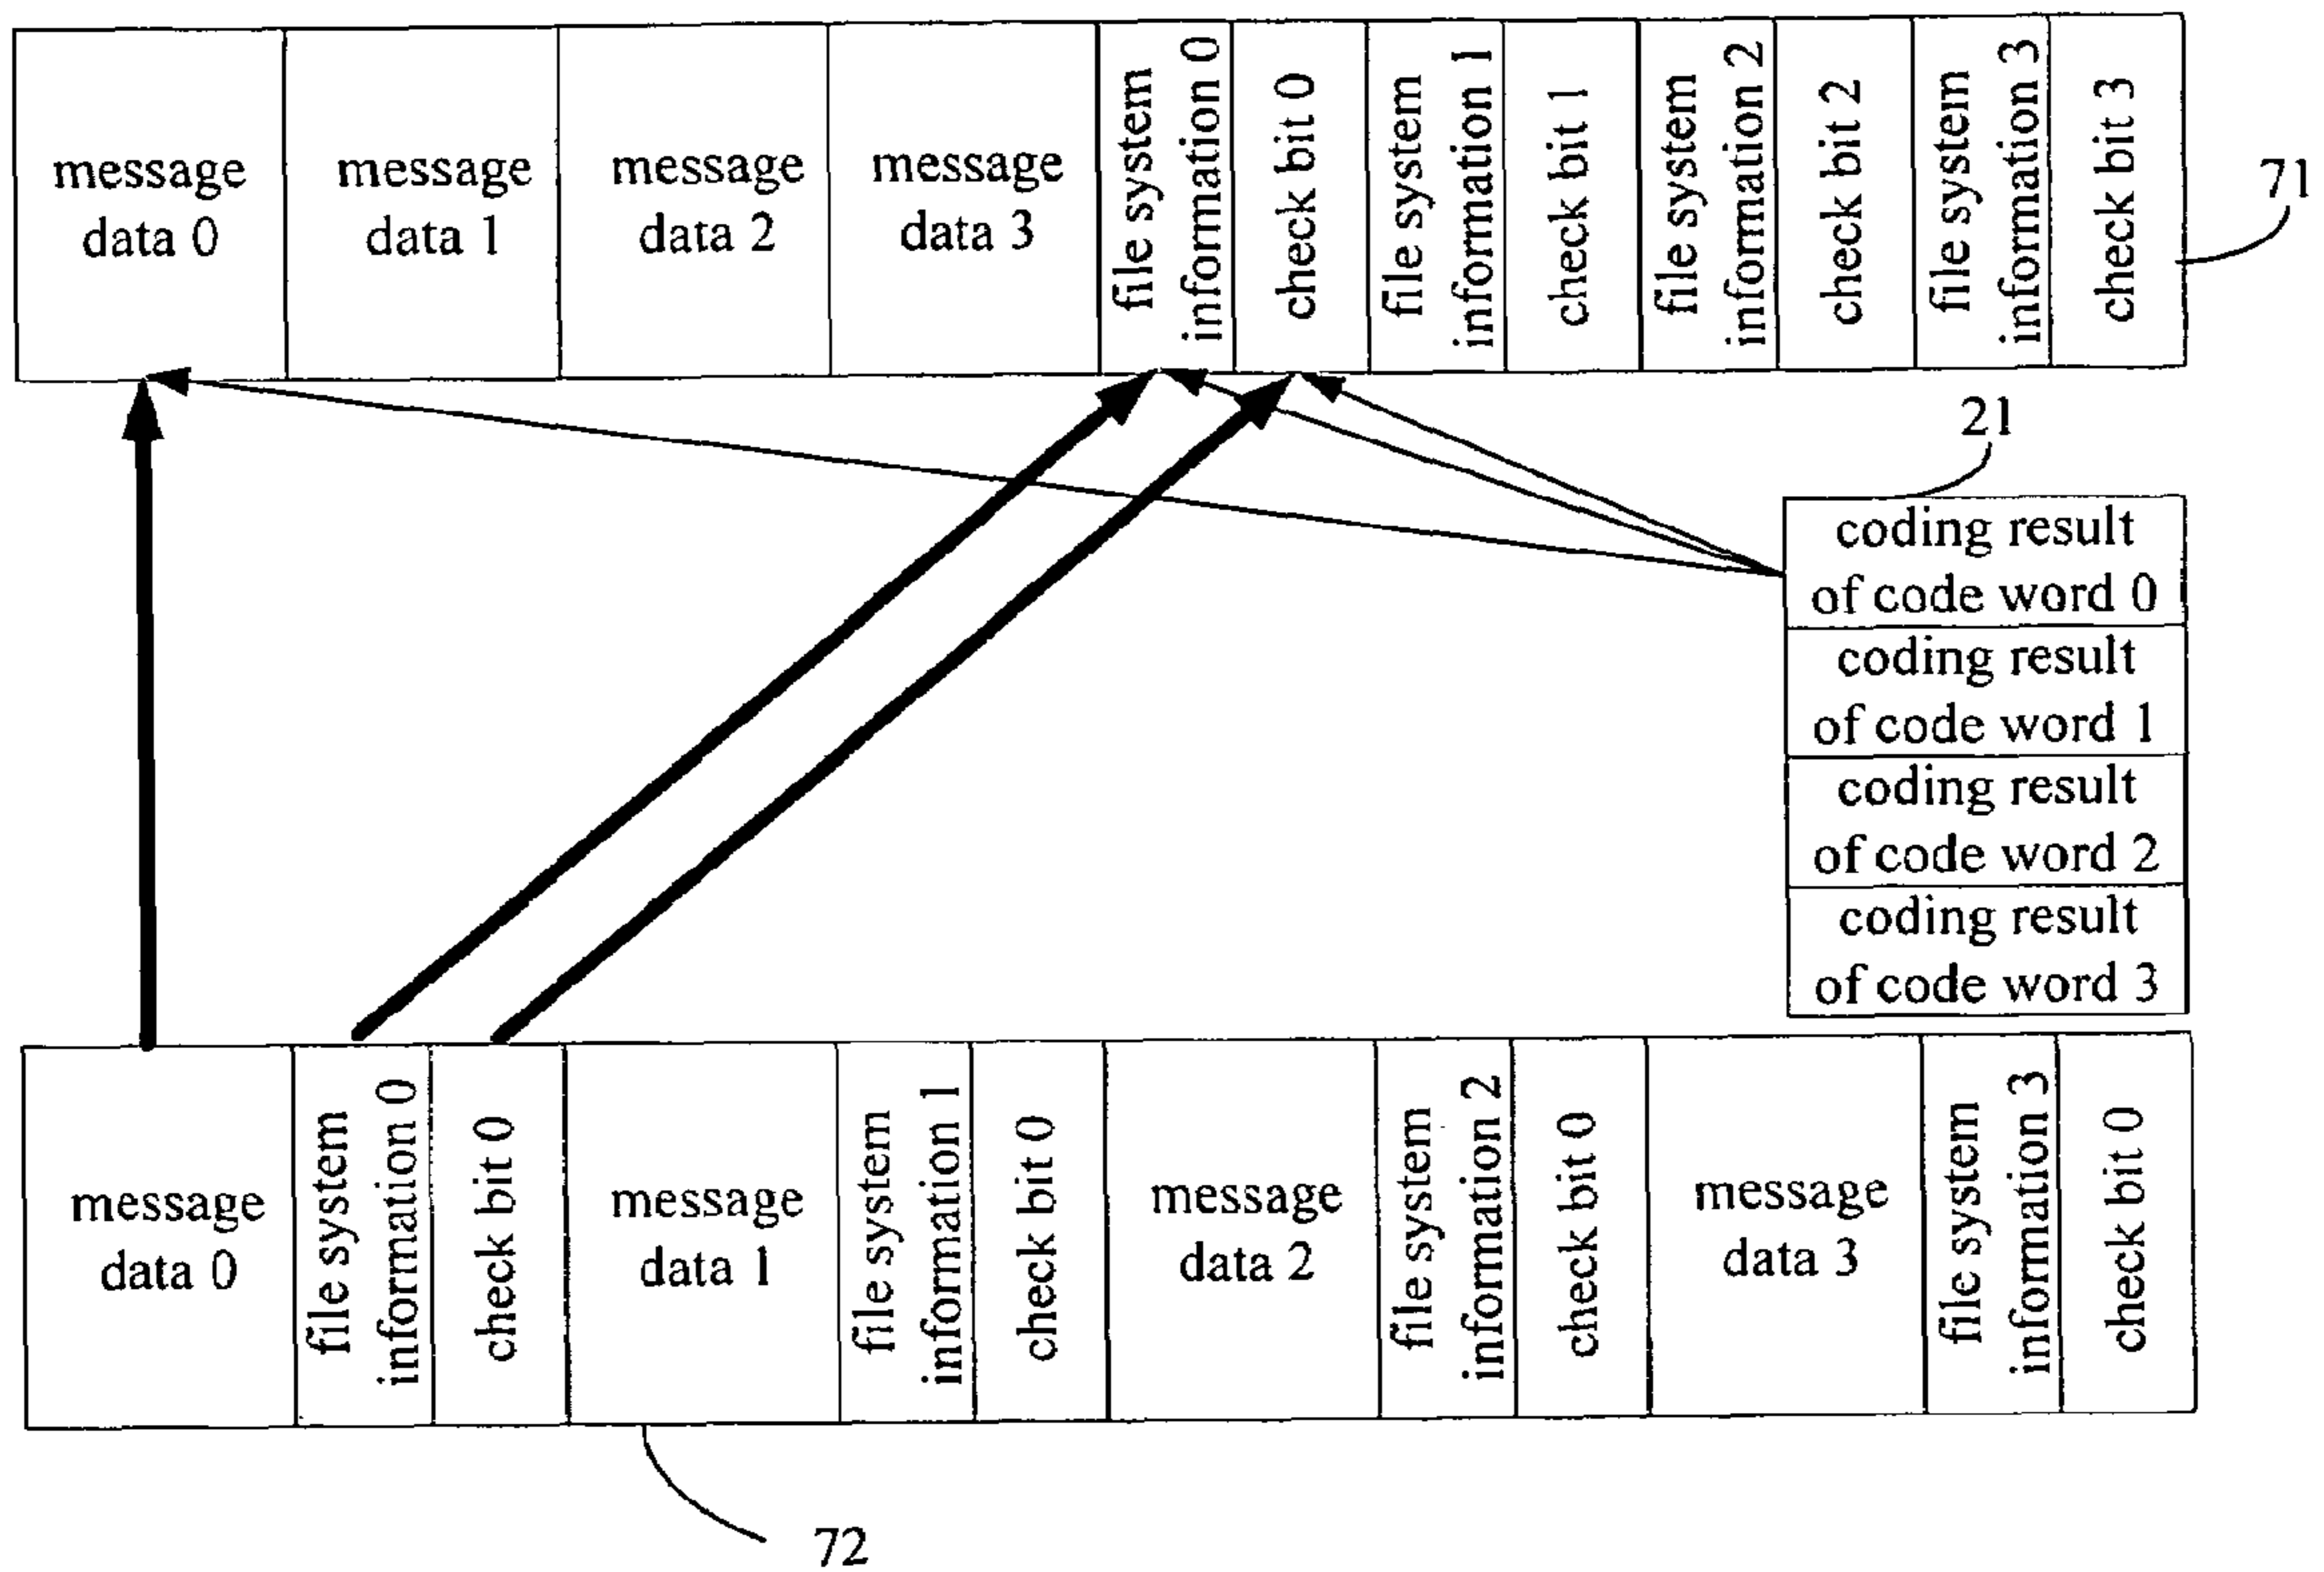 message
data 0
message
data 1
message
data 2
message
data 3
file system
information 0
check bit 0
file system
information 1
check bit 1
file system
information 2
check bit 2
file system
information 3
check bit 3
71
21
coding result
of code word 0
coding result
of code word 1
coding result
of code word 2
coding result
of code word 3
message
data 0
file system
information 0
check bit 0
message
data 1
file system
information 1
check bit 0
message
data 2
file system
information 2
check bit 0
message
data 3
file system
information 3
check bit 0
72